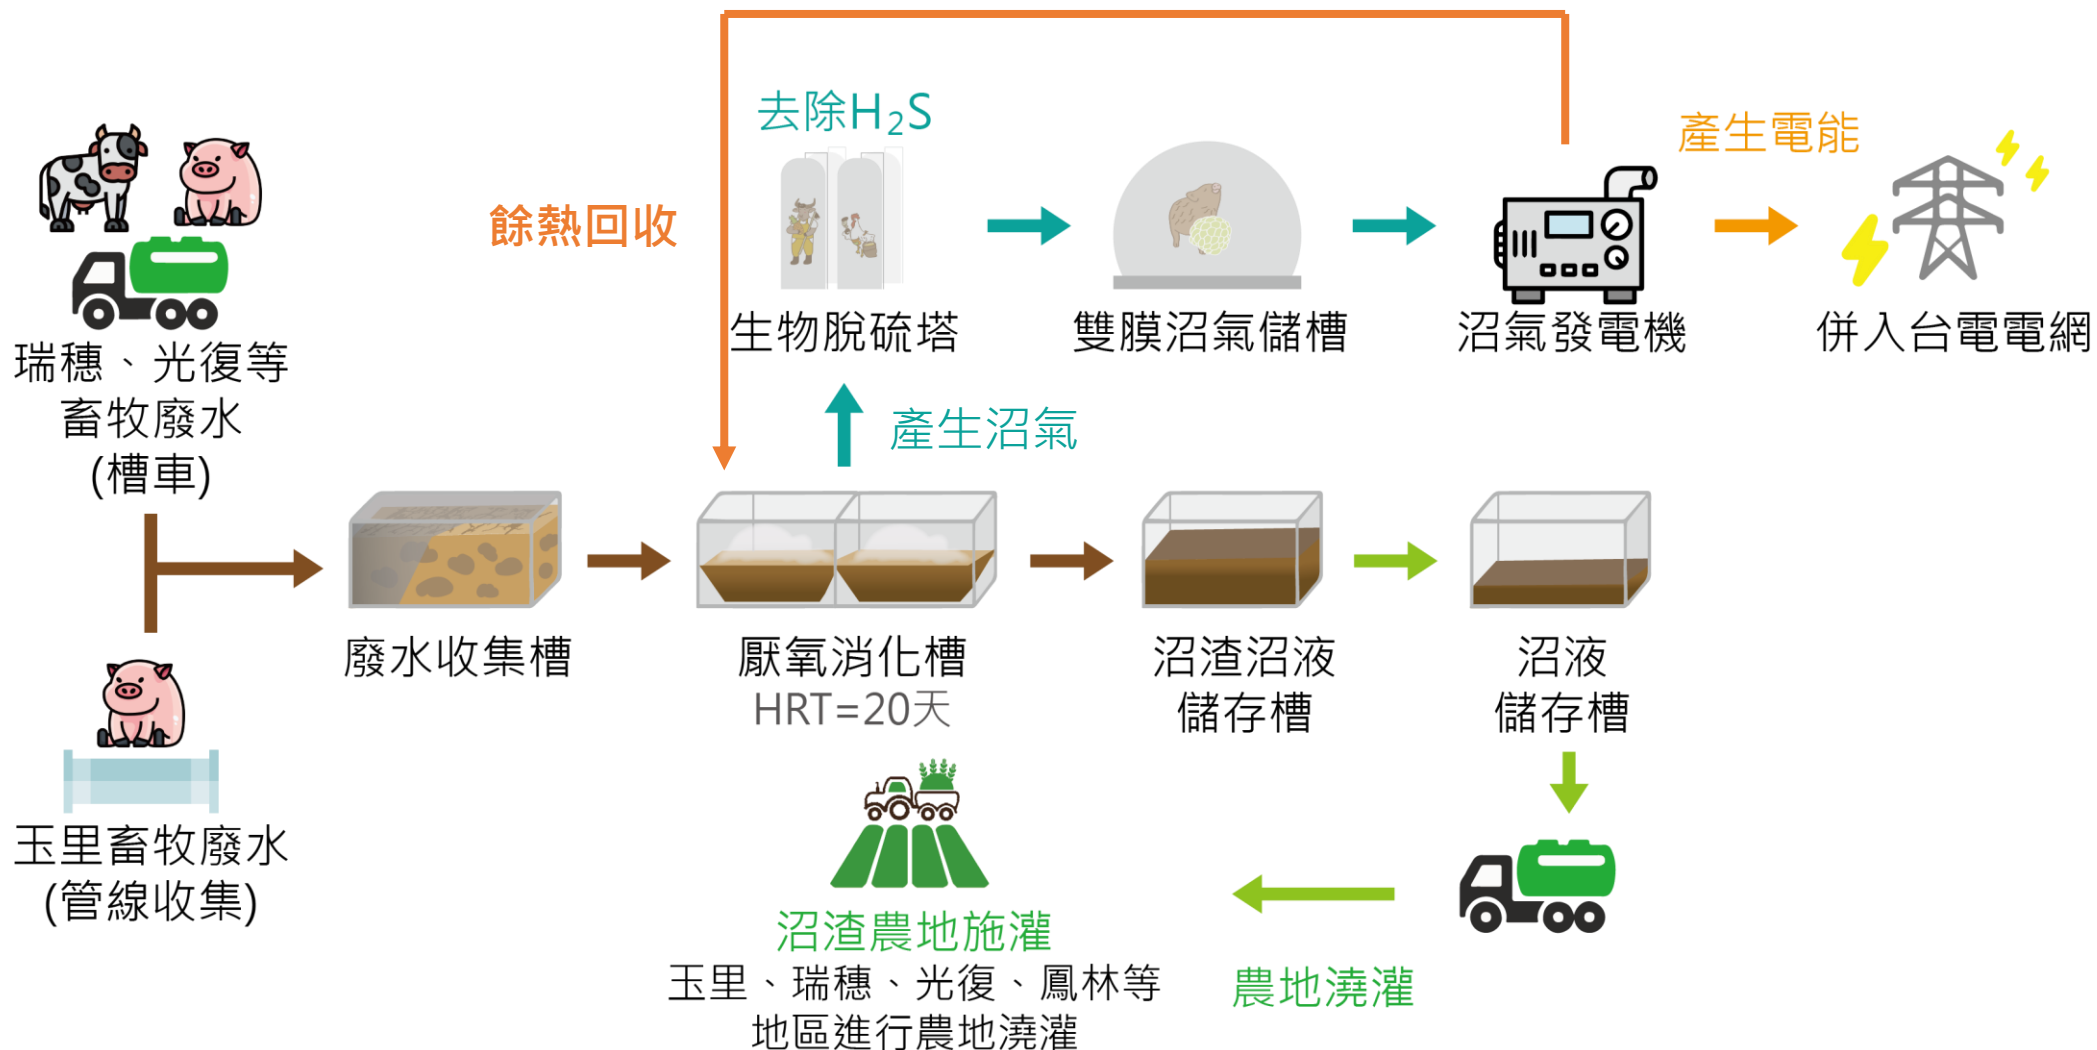 去除H₂S
產生電能
餘熱回收
生物脫硫塔
雙膜沼氣儲槽
沼氣發電機
併入台電電網
瑞穗、光復等
畜牧廢水
(槽車)
產生沼氣
廢水收集槽
厭氧消化槽
HRT=20天
沼渣沼液
儲存槽
沼液
儲存槽
玉里畜牧廢水
(管線收集)
沼渣農地施灌
玉里、瑞穗、光復、鳳林等
地區進行農地澆灌
農地澆灌